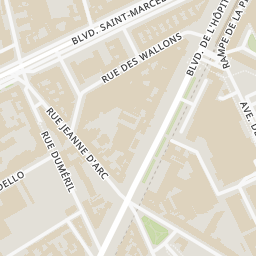 BLVD. SAINT-MARCEL
RUE DES WALLONS
BLVD. DE L'HÔPIT
RAMPE DE LA P
AVE. DE
RUE JEANNE D'ARC
RUE DUMÉRIL
DELLO